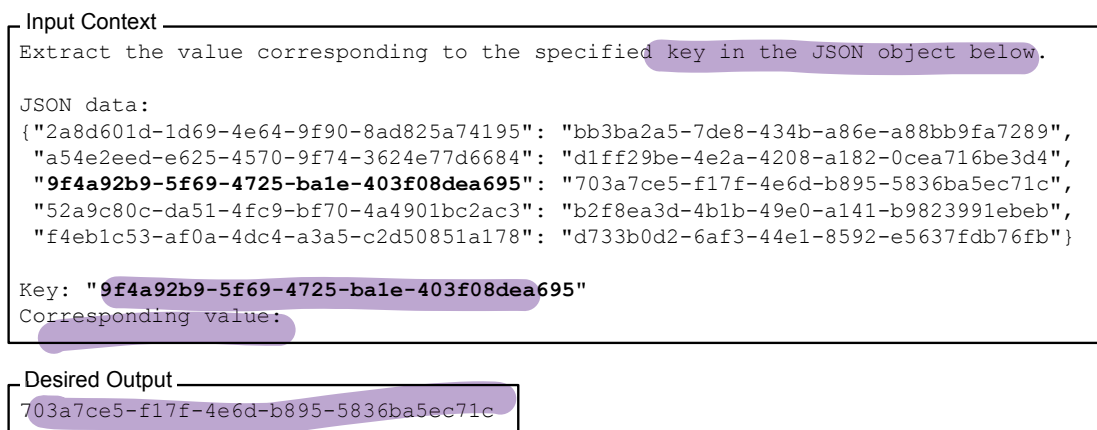 Input Context
Extract the value corresponding to the specified key in the JSON object below.
JSON data:
{"2a8d601d-1d69-4e64-9f90-8ad825a74195": "bb3ba2a5-7de8-434b-a86e-a88bb9fa7289",
"a54e2eed-e625-4570-9f74-3624e77d6684": "d1ff29be-4e2a-4208-a182-0cea716be3d4",
"9f4a92b9-5f69-4725-ba1e-403f08dea695": "703a7ce5-f17f-4e6d-b895-5836ba5ec71c",
"52a9c80c-da51-4fc9-bf70-4a4901bc2ac3": "b2f8ea3d-4b1b-49e0-a141-b9823991ebeb",
"f4eb1c53-af0a-4dc4-a3a5-c2d50851a178": "d733b0d2-6af3-44e1-8592-e5637fdb76fb"}
Key: "9f4a92b9-5f69-4725-ba1e-403f08dea695"
Corresponding value:
Desired Output
703a7ce5-f17f-4e6d-b895-5836ba5ec71c